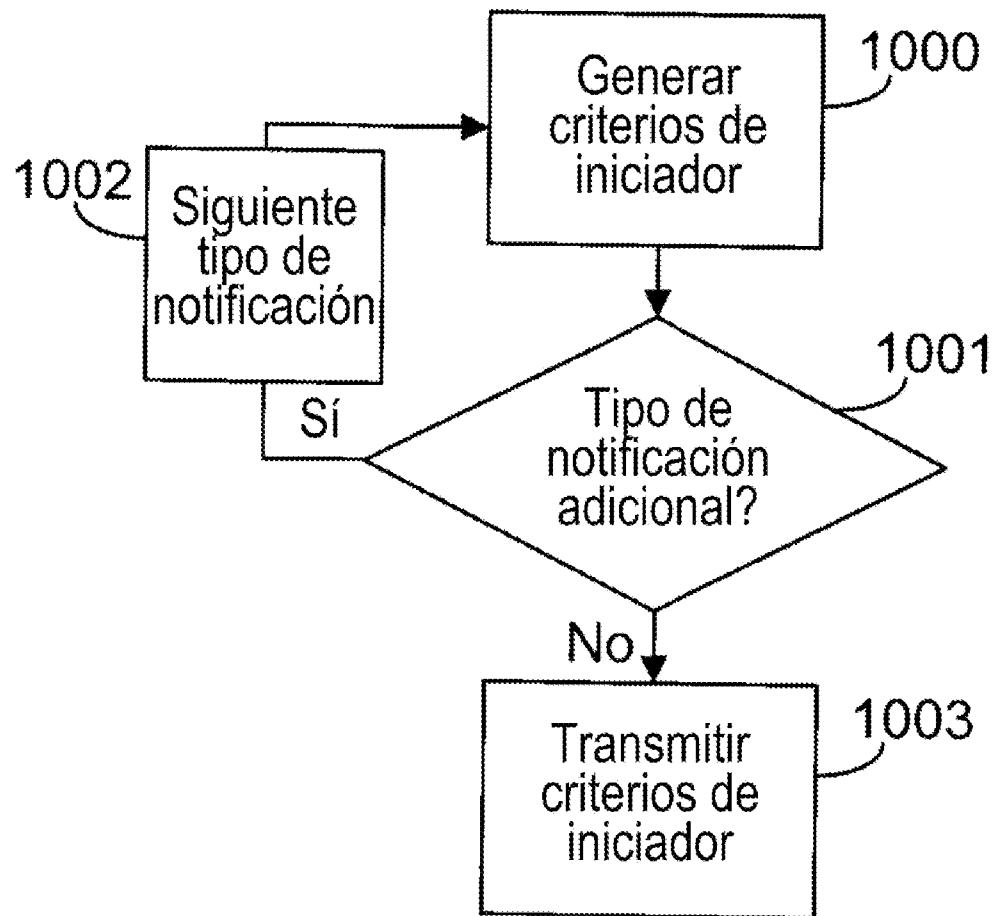 1000
Generar
criterios de
iniciador
1002
Siguiente
tipo de
notificación
1001
Sí
Tipo de
notificación
adicional?
No
1003
Transmitir
criterios de
iniciador